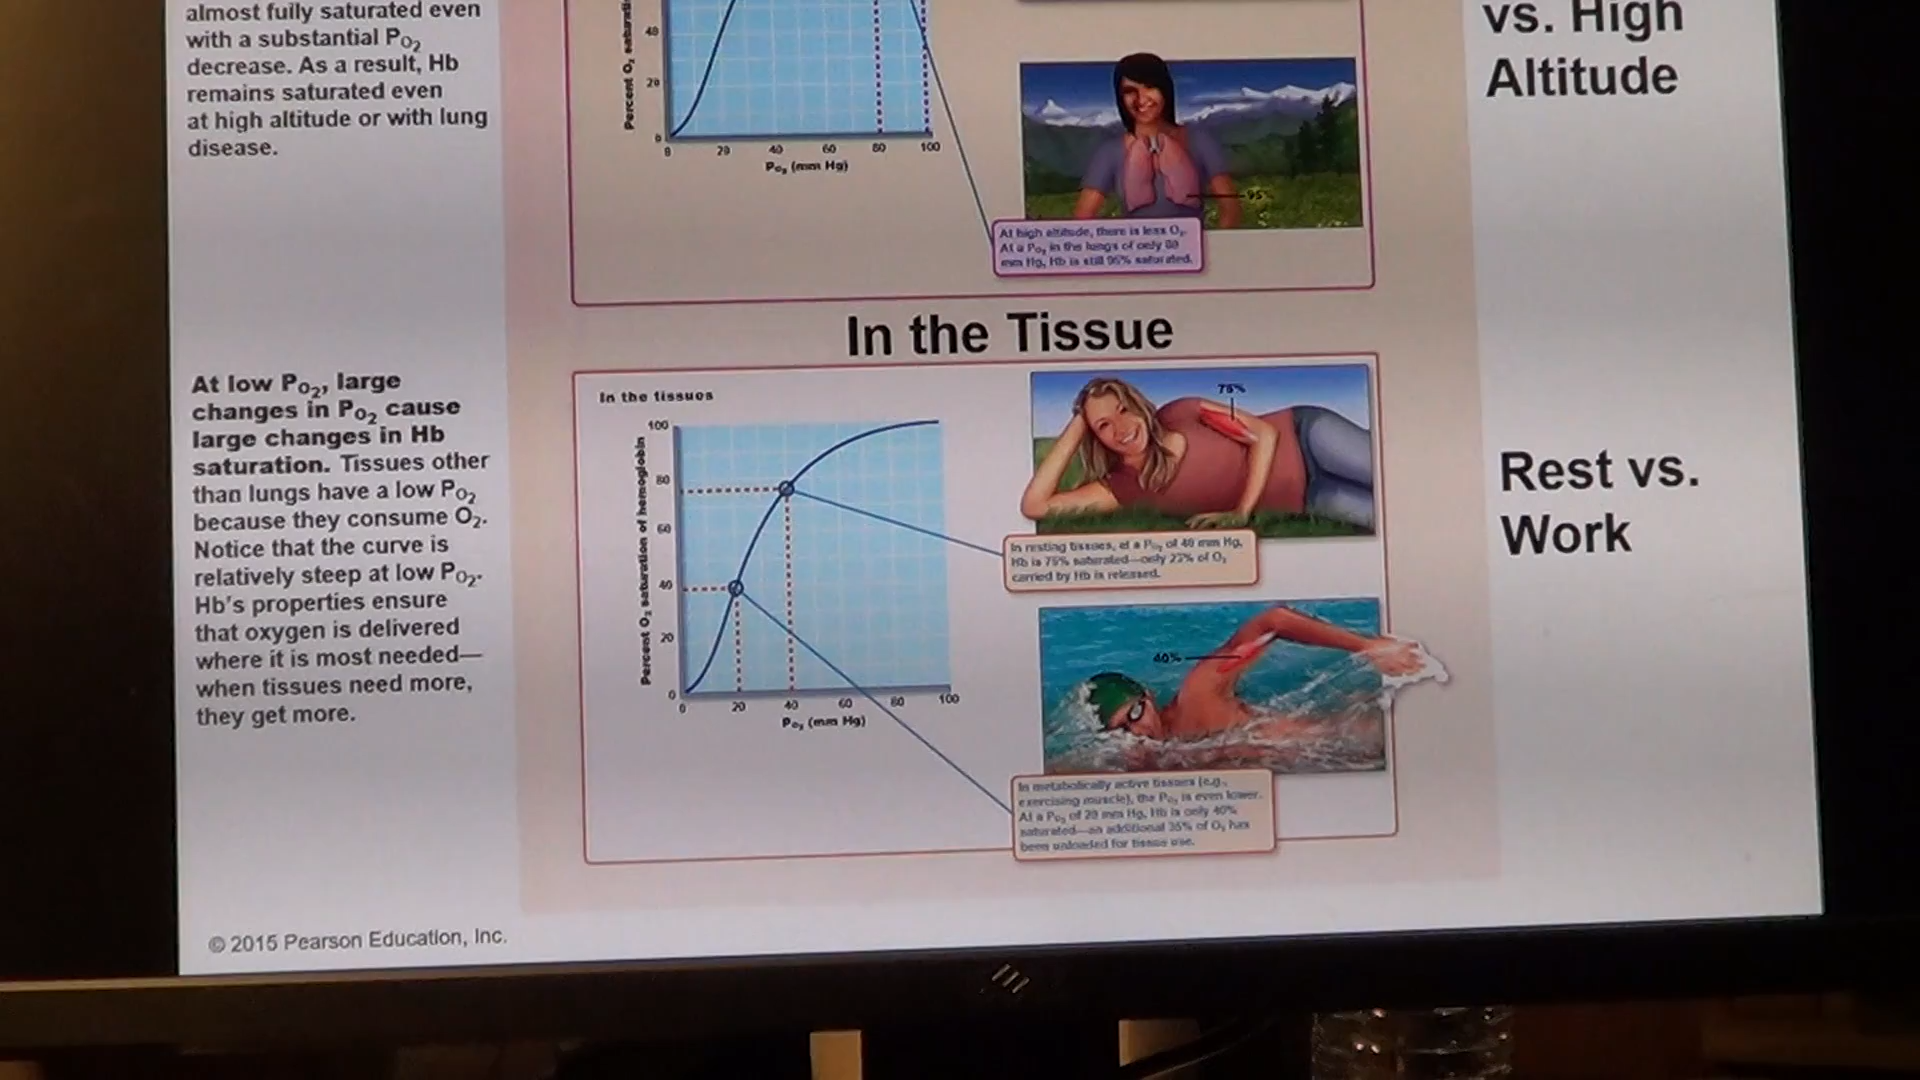 almost fully saturated even
with a substantial PO2
decrease. As a result, Hb
remains saturated even
at high altitude or with lung
disease.
40
20
0
0 20 40 60 80 100
PO2 (mm Hg)
95%
At high altitude, there is less O2.
At a PO2 in the lungs of only 80
mm Hg, Hb is still 95% saturated.
vs. High
Altitude
In the Tissue
At low PO2, large
changes in PO2 cause
large changes in Hb
saturation. Tissues other
than lungs have a low PO2
because they consume O2.
Notice that the curve is
relatively steep at low PO2.
Hb's properties ensure
that oxygen is delivered
where it is most needed—
when tissues need more,
they get more.
In the tissues
Percent O2 saturation of hemoglobin
100
80
60
40
20
0
0 20 40 60 80 100
PO2 (mm Hg)
75%
In resting tissues, at a PO2 of 40 mm Hg,
Hb is 75% saturated—only 23% of O2
carried by Hb is released.
40%
In metabolically active tissues (e.g.,
exercising muscle), the PO2 is even lower.
At a PO2 of 20 mm Hg, Hb is only 40%
saturated—an additional 35% of O2 has
been unloaded for tissue use.
Rest vs.
Work
© 2015 Pearson Education, Inc.